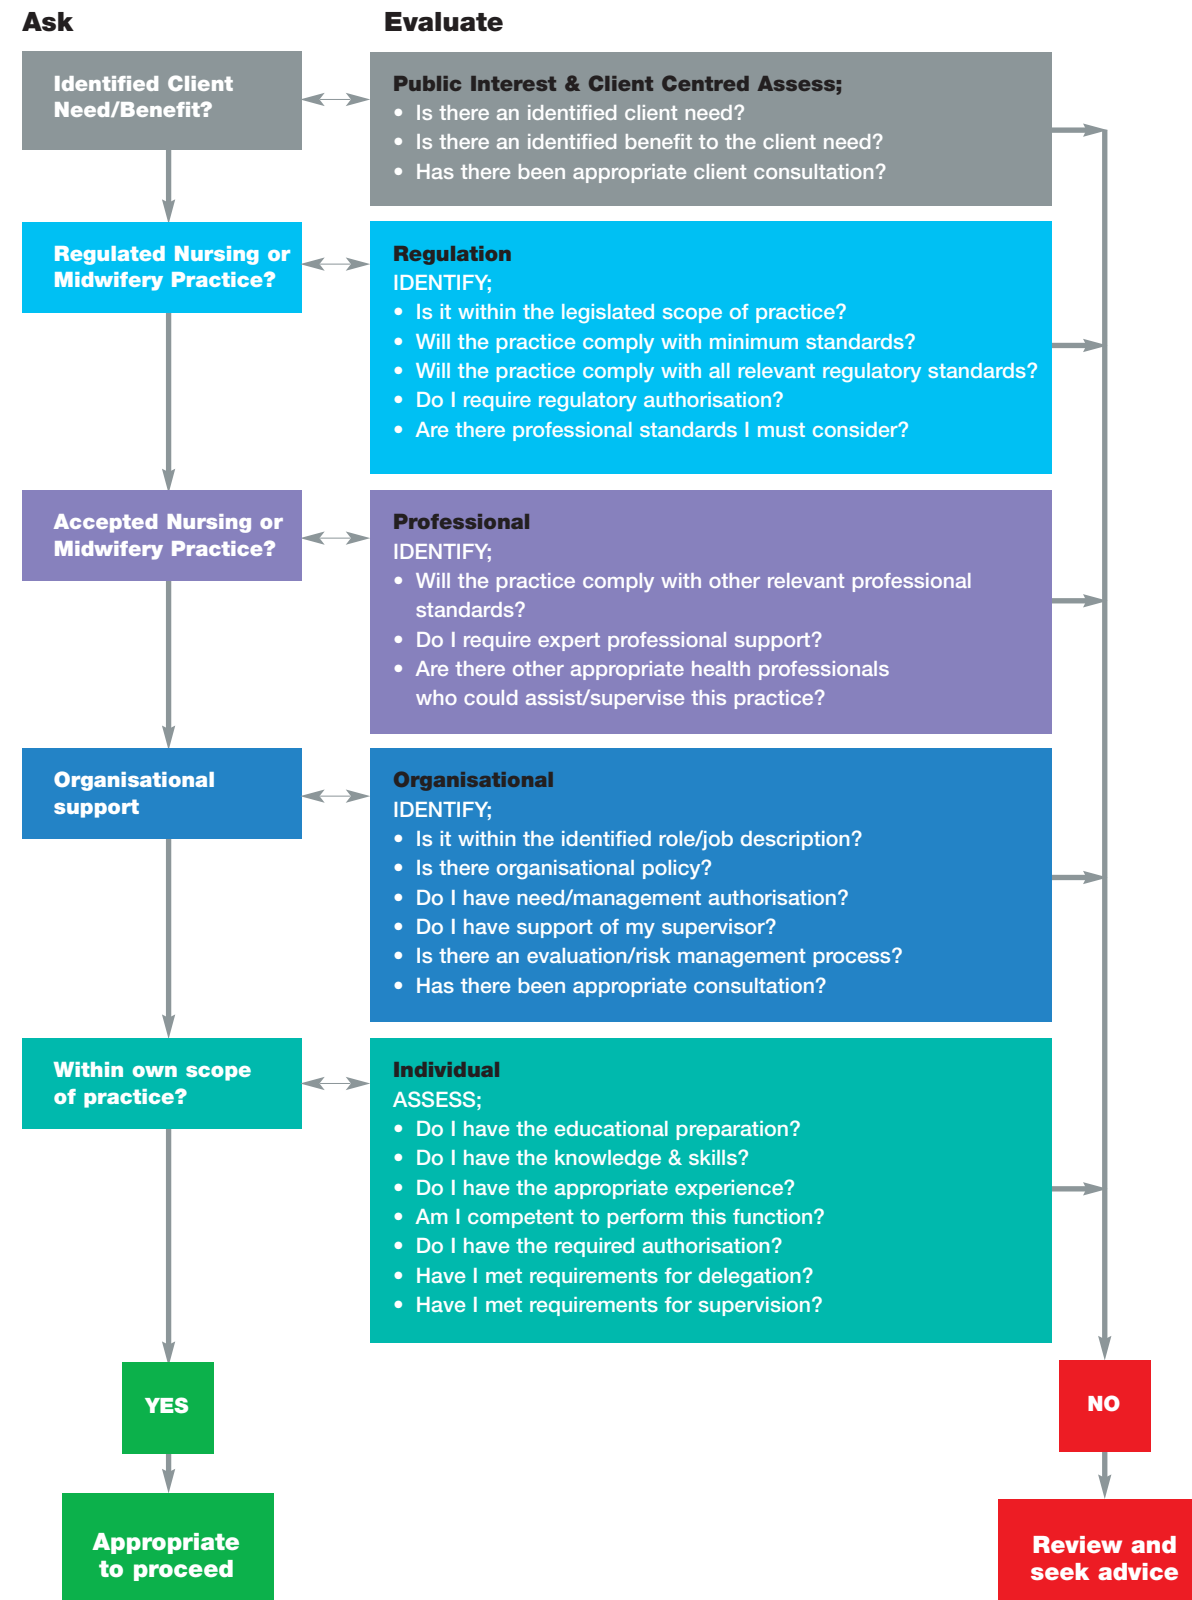 Ask
Evaluate
Identified Client
Need/Benefit?
Public Interest & Client Centred Assess;
• Is there an identified client need?
• Is there an identified benefit to the client need?
• Has there been appropriate client consultation?
Regulated Nursing or
Midwifery Practice?
Regulation
IDENTIFY;
• Is it within the legislated scope of practice?
• Will the practice comply with minimum standards?
• Will the practice comply with all relevant regulatory standards?
• Do I require regulatory authorisation?
• Are there professional standards I must consider?
Accepted Nursing or
Midwifery Practice?
Professional
IDENTIFY;
• Will the practice comply with other relevant professional
standards?
• Do I require expert professional support?
• Are there other appropriate health professionals
who could assist/supervise this practice?
Organisational
support
Organisational
IDENTIFY;
• Is it within the identified role/job description?
• Is there organisational policy?
• Do I have need/management authorisation?
• Do I have support of my supervisor?
• Is there an evaluation/risk management process?
• Has there been appropriate consultation?
Within own scope
of practice?
Individual
ASSESS;
• Do I have the educational preparation?
• Do I have the knowledge & skills?
• Do I have the appropriate experience?
• Am I competent to perform this function?
• Do I have the required authorisation?
• Have I met requirements for delegation?
• Have I met requirements for supervision?
YES
NO
Appropriate
to proceed
Review and
seek advice